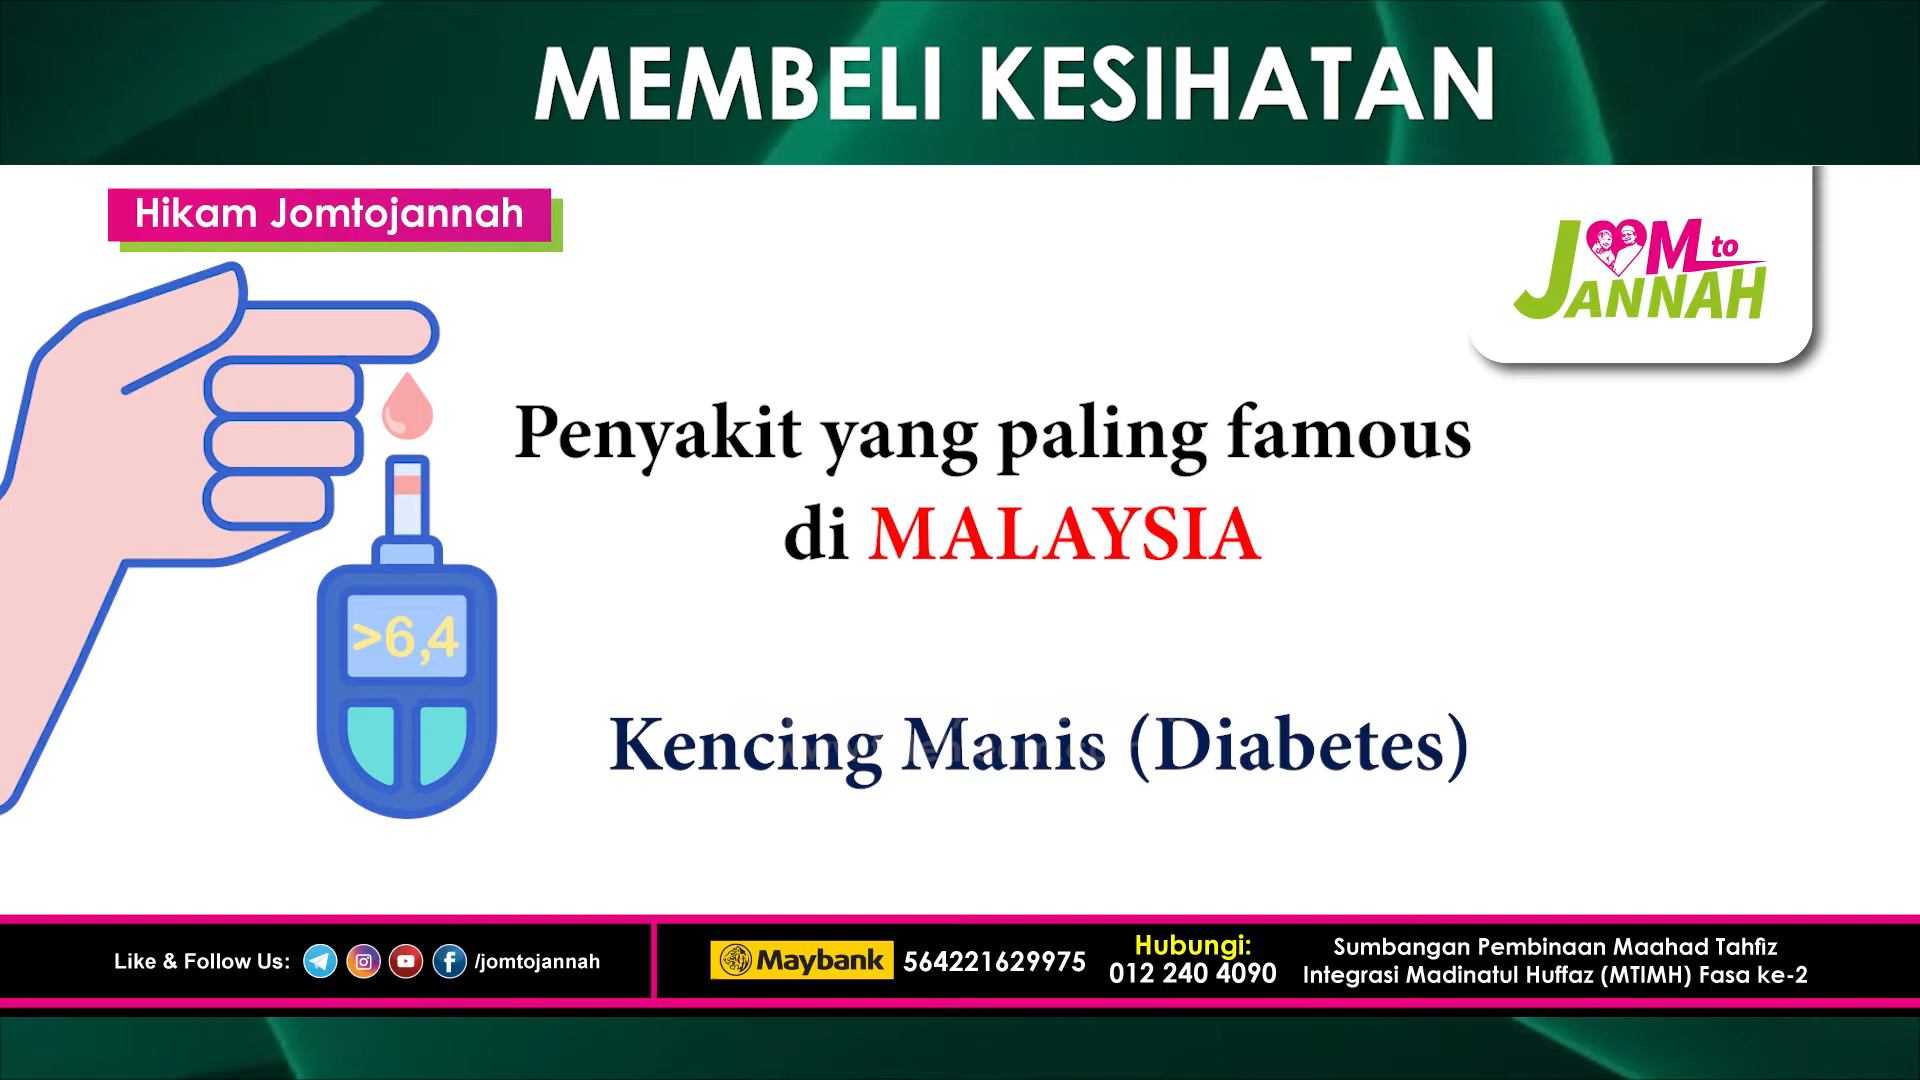 MEMBELI KESIHATAN
Hikam Jomtojannah
JOM to
JANNAH
Penyakit yang paling famous
di MALAYSIA
>6,4
Kencing Manis (Diabetes)
Like & Follow Us: /jomtojannah
Maybank 564221629975
Hubungi:
012 240 4090
Sumbangan Pembinaan Maahad Tahfiz
Integrasi Madinatul Huffaz (MTIMH) Fasa ke-2